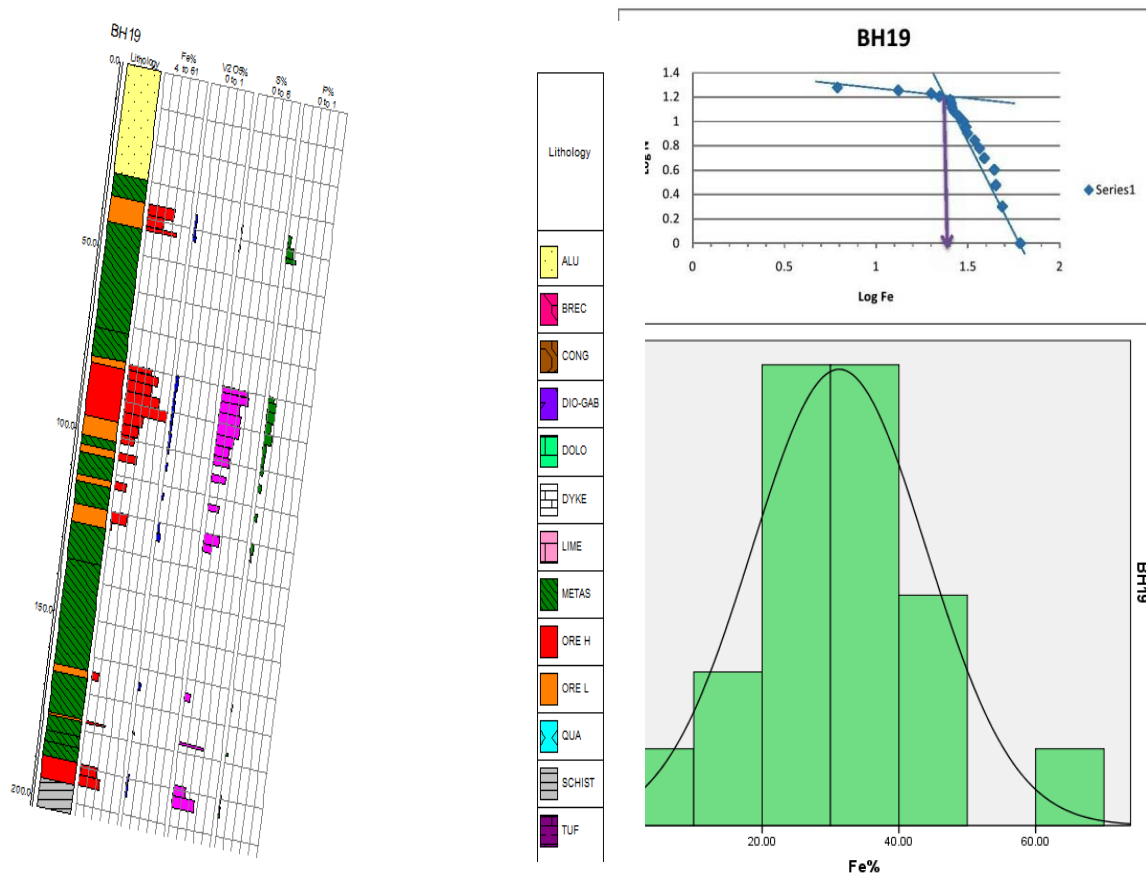 BH19
Lithology
Fe%
4 to 61
V2 O5%
0 to 1
S%
0 to 6
P%
0 to 1
0.0
50.0
100.0
150.0
200.0
Lithology
ALU
BREC
CONG
DIO-GAB
DOLO
DYKE
LIME
METAS
ORE H
ORE L
QUA
SCHIST
TUF
BH19
1.4
1.2
1
0.8
0.6
0.4
0.2
0
Log N
0 0.5 1 1.5 2
Log Fe
Series1
BH19
20.00 40.00 60.00
Fe%